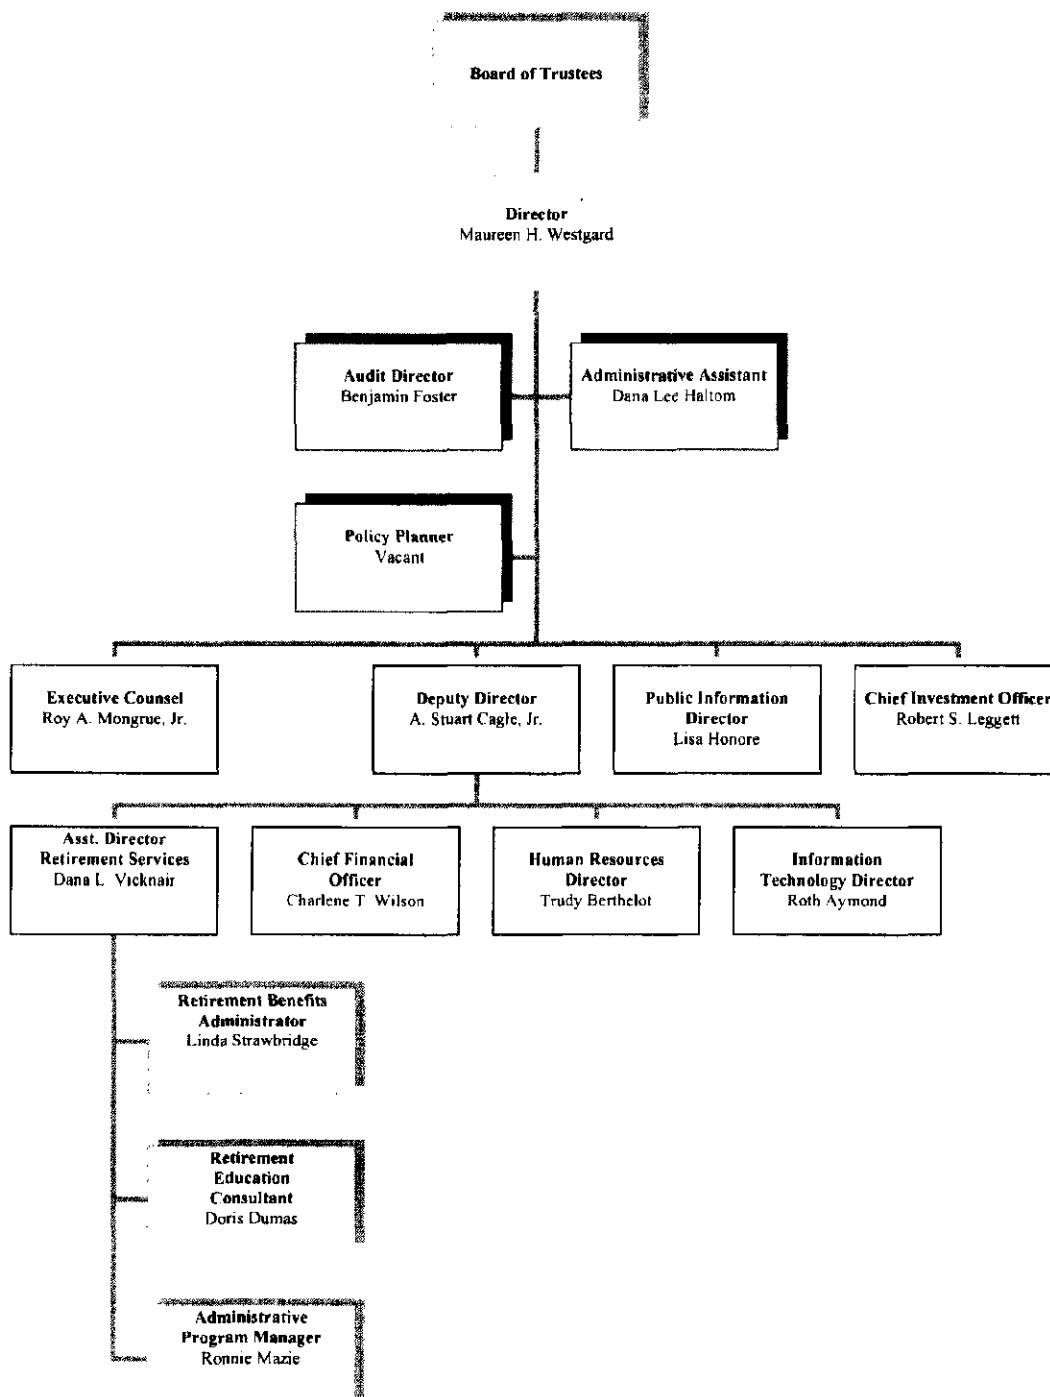 Board of Trustees
Director
Maureen H. Westgard
Audit Director
Benjamin Foster
Administrative Assistant
Dana Lee Haltom
Policy Planner
Vacant
Executive Counsel
Roy A. Mongrue, Jr.
Deputy Director
A. Stuart Cagle, Jr.
Public Information
Director
Lisa Honore
Chief Investment Officer
Robert S. Leggett
Asst. Director
Retirement Services
Dana L. Vicknair
Chief Financial
Officer
Charlene T. Wilson
Human Resources
Director
Trudy Berthelot
Information
Technology Director
Roth Aymond
Retirement Benefits
Administrator
Linda Strawbridge
Retirement
Education
Consultant
Doris Dumas
Administrative
Program Manager
Ronnie Mazie